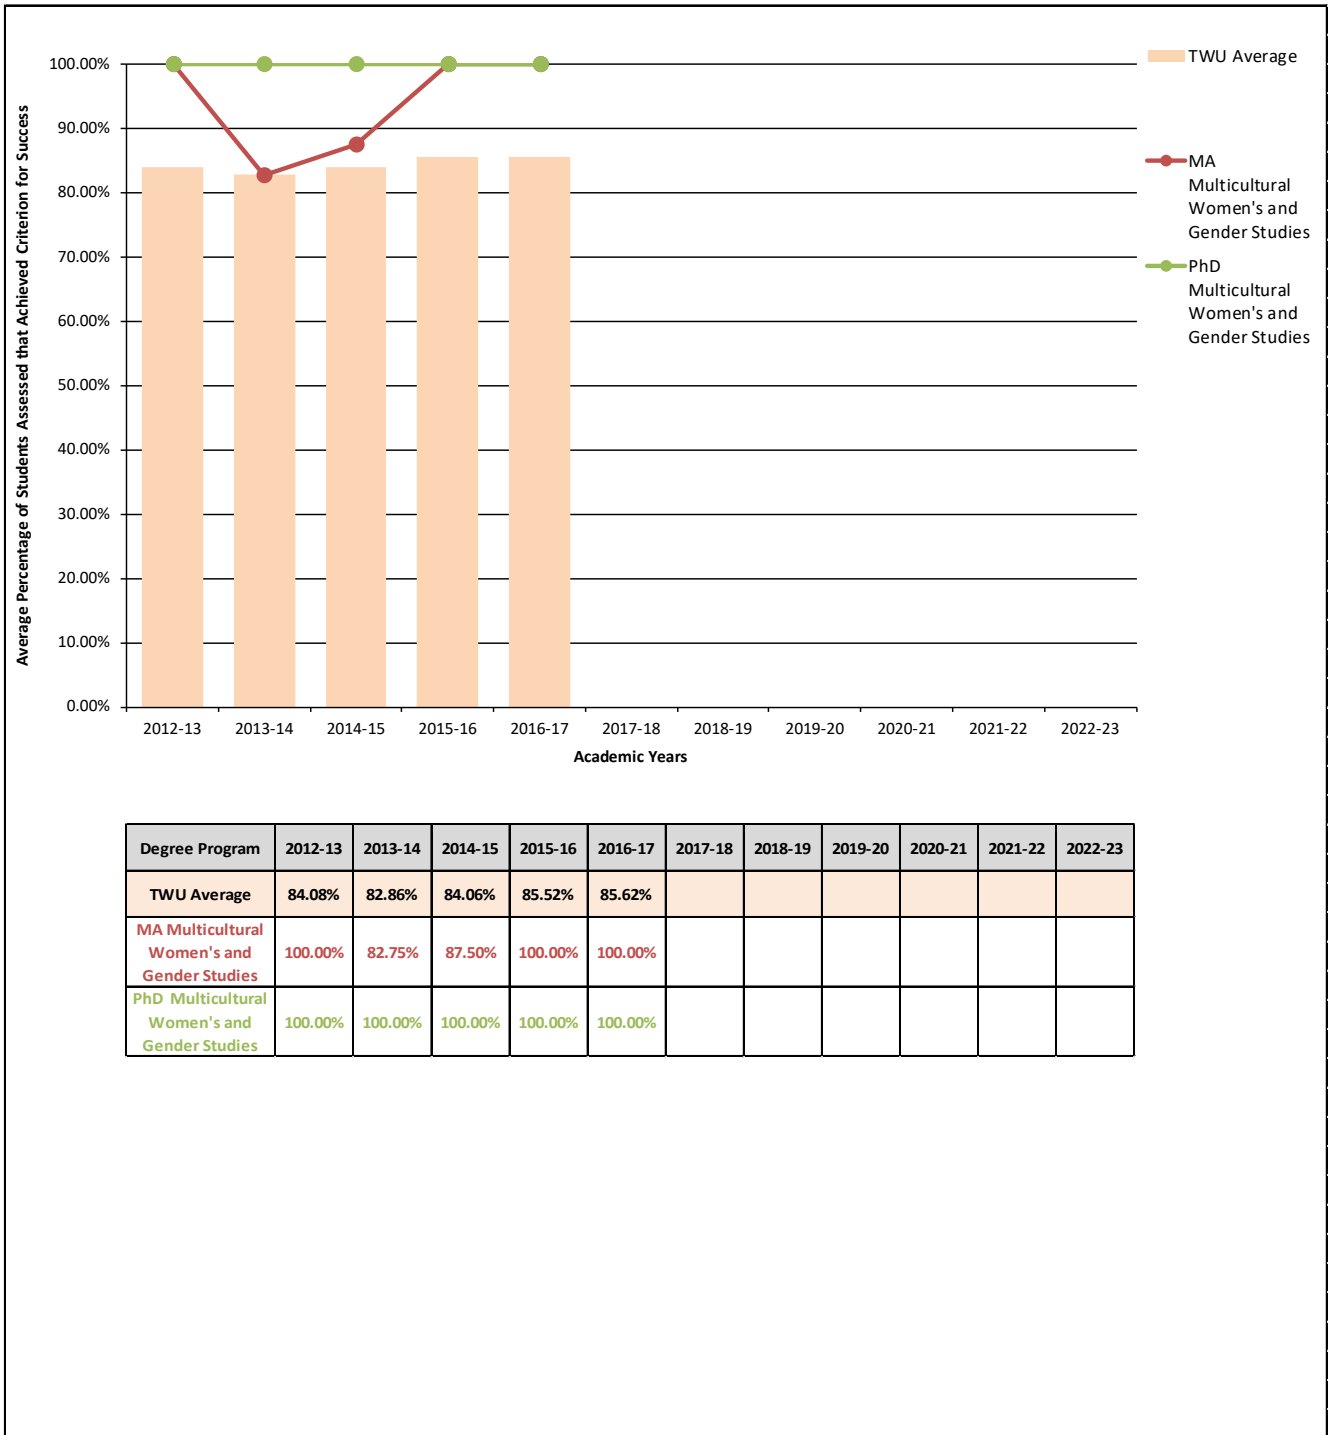 100.00%
90.00%
80.00%
70.00%
60.00%
50.00%
40.00%
30.00%
20.00%
10.00%
0.00%
Average Percentage of Students Assessed that Achieved Criterion for Success
2012-13 2013-14 2014-15 2015-16 2016-17 2017-18 2018-19 2019-20 2020-21 2021-22 2022-23
Academic Years
TWU Average
MA
Multicultural
Women's and
Gender Studies
PhD
Multicultural
Women's and
Gender Studies
Degree Program 2012-13 2013-14 2014-15 2015-16 2016-17 2017-18 2018-19 2019-20 2020-21 2021-22 2022-23
TWU Average 84.08% 82.86% 84.06% 85.52% 85.62%
MA Multicultural
Women's and 100.00% 82.75% 87.50% 100.00% 100.00%
Gender Studies
PhD Multicultural
Women's and 100.00% 100.00% 100.00% 100.00% 100.00%
Gender Studies